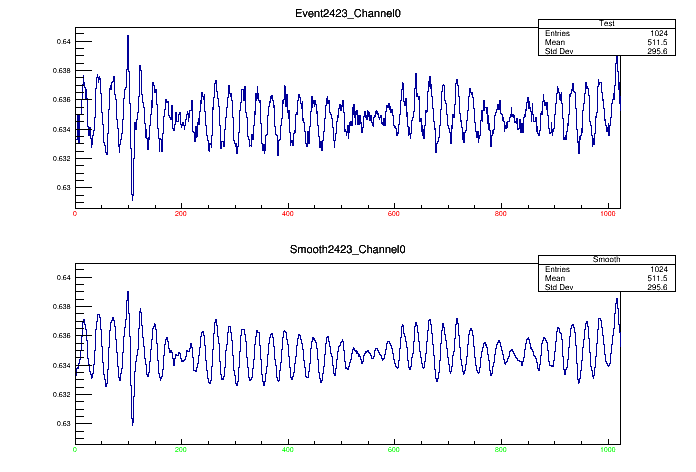 Event2423_Channel0
Test
Entries 1024
Mean 511.5
Std Dev 295.6
0.64
0.638
0.636
0.634
0.632
0.63
0 200 400 600 800 1000
Smooth2423_Channel0
Smooth
Entries 1024
Mean 511.5
Std Dev 295.6
0.64
0.638
0.636
0.634
0.632
0.63
0 200 400 600 800 1000